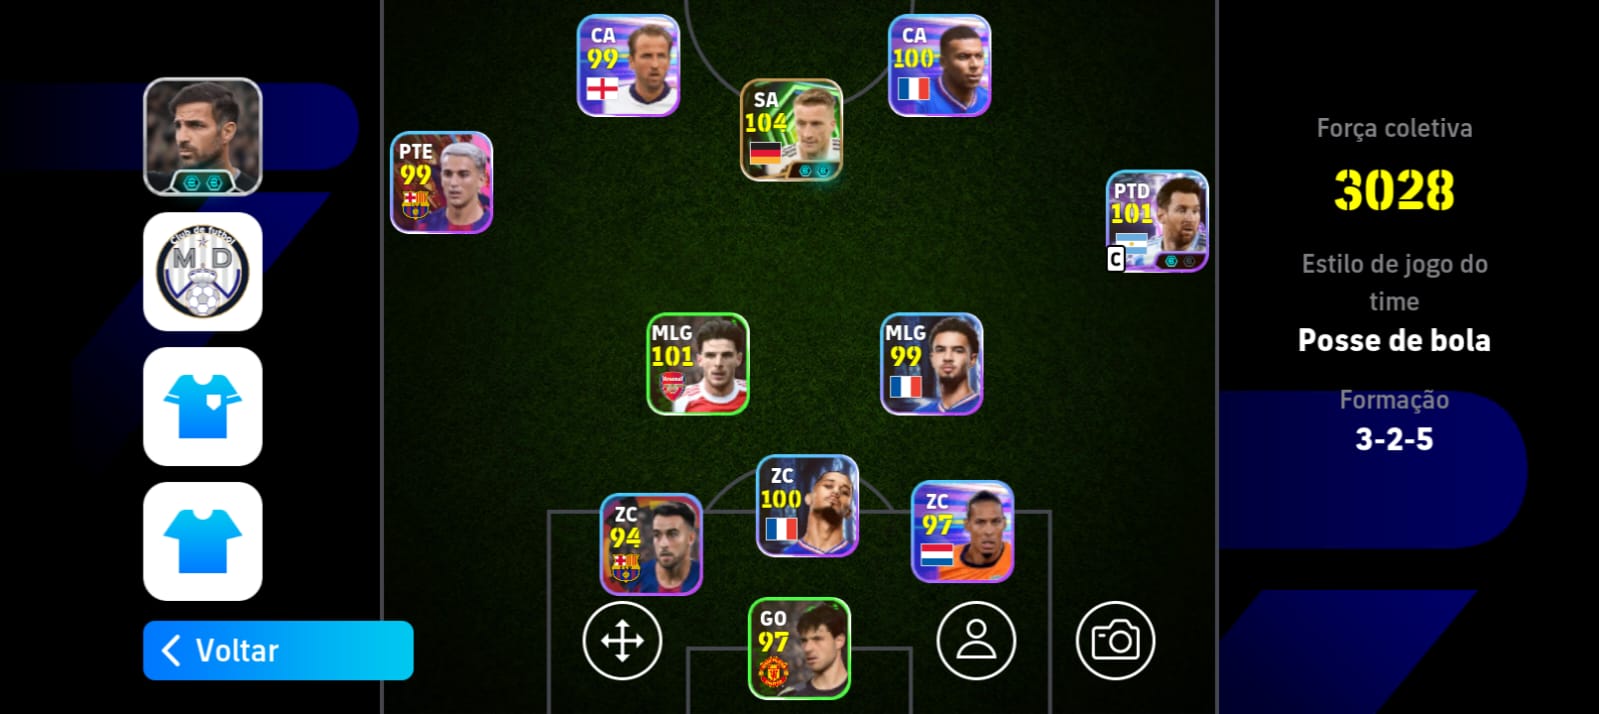 CA
99
CA
100
SA
104
PTE
99
PTD
101
C
MLG
101
Arsenal
MLG
99
ZC
94
ZC
100
ZC
97
GO
97
Club de futbol
M D
Voltar
Força coletiva
3028
Estilo de jogo do
time
Posse de bola
Formação
3-2-5